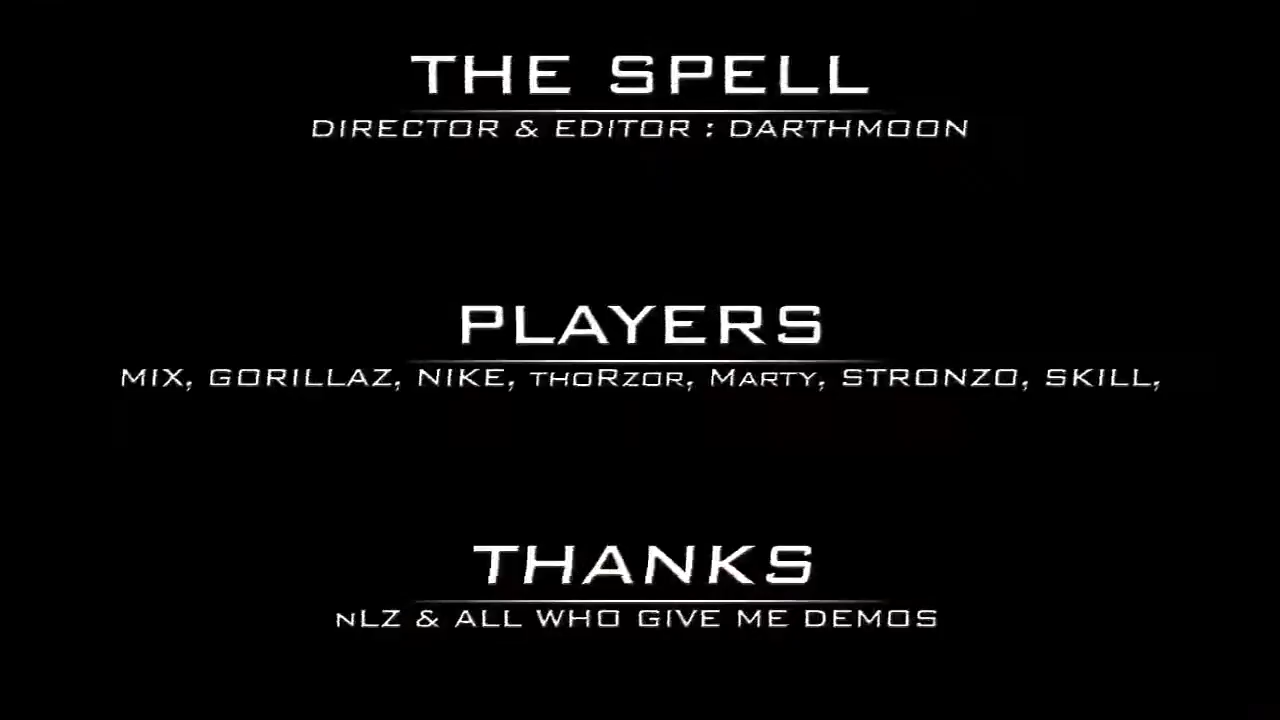 THE SPELL
DIRECTOR & EDITOR : DARTHMOON
PLAYERS
MIX, GORILLAZ, NIKE, thoRzor, Marty, STRONZO, SKILL,
THANKS
nLZ & ALL WHO GIVE ME DEMOS